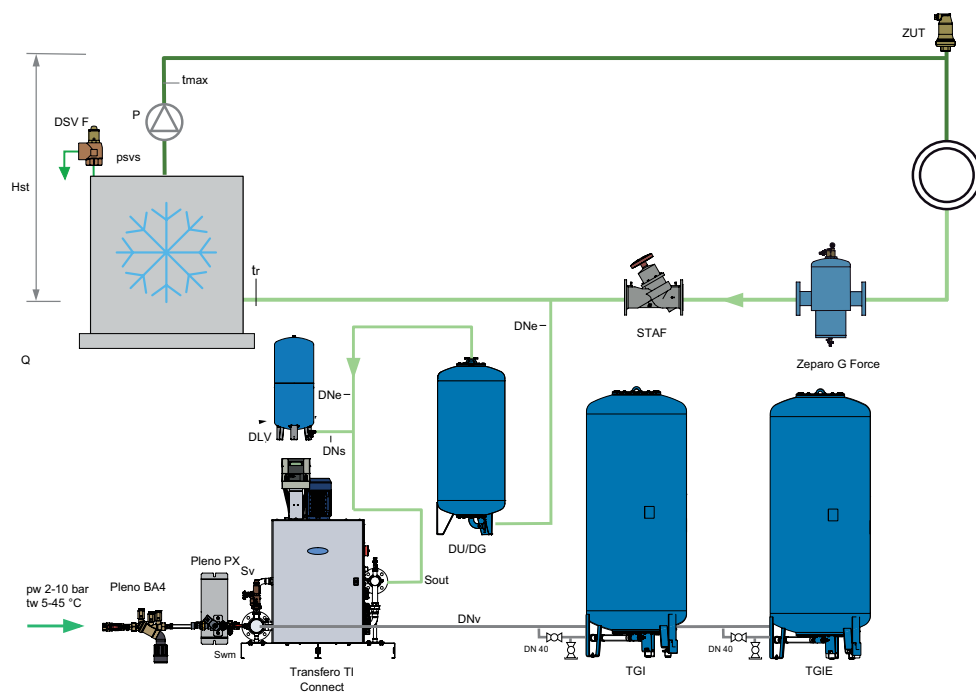 ZUT
tmax
P
DSV F
psvs
Hst
tr
DNe
STAF
Zeparo G Force
Q
DNe
DLV
DNs
DU/DG
Pleno PX
Sv
Sout
Pleno BA4
pw 2-10 bar
tw 5-45 °C
DNv
DN 40
DN 40
Swm
Transfero TI
Connect
TGI
TGIE